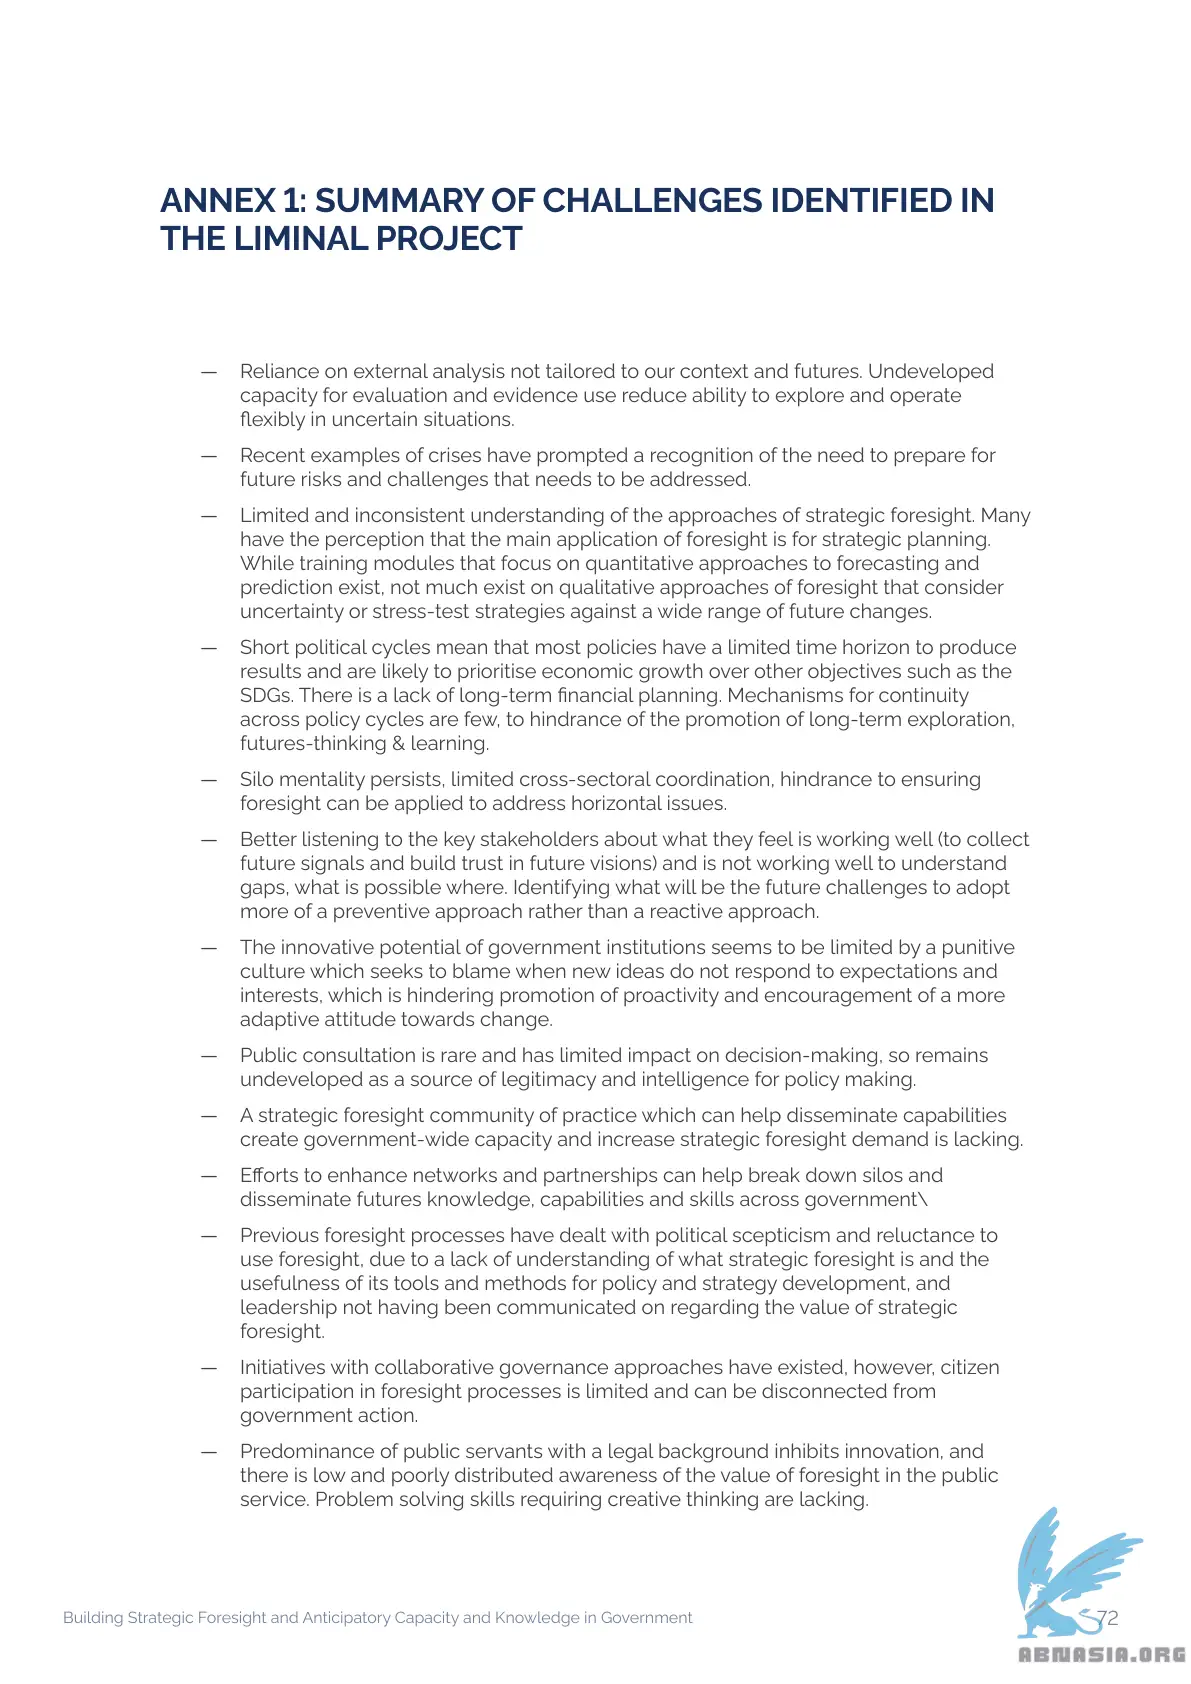 ANNEX 1: SUMMARY OF CHALLENGES IDENTIFIED IN
THE LIMINAL PROJECT
— Reliance on external analysis not tailored to our context and futures. Undeveloped
capacity for evaluation and evidence use reduce ability to explore and operate
flexibly in uncertain situations.
— Recent examples of crises have prompted a recognition of the need to prepare for
future risks and challenges that needs to be addressed.
— Limited and inconsistent understanding of the approaches of strategic foresight. Many
have the perception that the main application of foresight is for strategic planning.
While training modules that focus on quantitative approaches to forecasting and
prediction exist, not much exist on qualitative approaches of foresight that consider
uncertainty or stress-test strategies against a wide range of future changes.
— Short political cycles mean that most policies have a limited time horizon to produce
results and are likely to prioritise economic growth over other objectives such as the
SDGs. There is a lack of long-term financial planning. Mechanisms for continuity
across policy cycles are few, to hindrance of the promotion of long-term exploration,
futures-thinking & learning.
— Silo mentality persists, limited cross-sectoral coordination, hindrance to ensuring
foresight can be applied to address horizontal issues.
— Better listening to the key stakeholders about what they feel is working well (to collect
future signals and build trust in future visions) and is not working well to understand
gaps, what is possible where. Identifying what will be the future challenges to adopt
more of a preventive approach rather than a reactive approach.
— The innovative potential of government institutions seems to be limited by a punitive
culture which seeks to blame when new ideas do not respond to expectations and
interests, which is hindering promotion of proactivity and encouragement of a more
adaptive attitude towards change.
— Public consultation is rare and has limited impact on decision-making, so remains
undeveloped as a source of legitimacy and intelligence for policy making.
— A strategic foresight community of practice which can help disseminate capabilities
create government-wide capacity and increase strategic foresight demand is lacking.
— Efforts to enhance networks and partnerships can help break down silos and
disseminate futures knowledge, capabilities and skills across government\
— Previous foresight processes have dealt with political scepticism and reluctance to
use foresight, due to a lack of understanding of what strategic foresight is and the
usefulness of its tools and methods for policy and strategy development, and
leadership not having been communicated on regarding the value of strategic
foresight.
— Initiatives with collaborative governance approaches have existed, however, citizen
participation in foresight processes is limited and can be disconnected from
government action.
— Predominance of public servants with a legal background inhibits innovation, and
there is low and poorly distributed awareness of the value of foresight in the public
service. Problem solving skills requiring creative thinking are lacking.
Building Strategic Foresight and Anticipatory Capacity and Knowledge in Government
72
ABNASIA.ORG